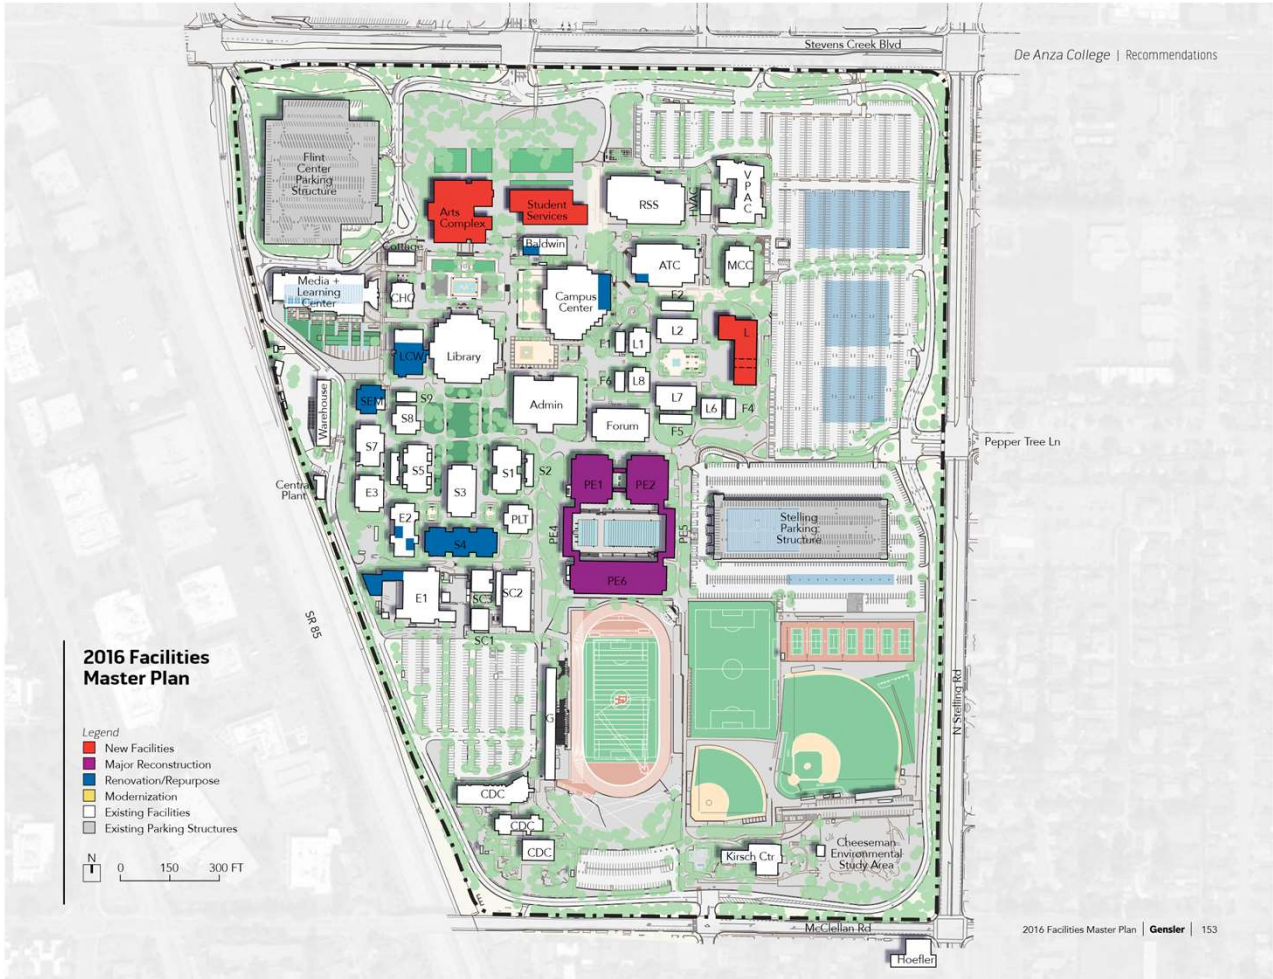 Stevens Creek Blvd
De Anza College | Recommendations
Flint
Center
Parking
Structure
Arts
Complex
Student
Services
RSS
HVAC
V
P
A
C
Cottage
Baldwin
ATC
MCC
Media +
Learning
Center
CHC
Campus
Center
F2
L2
L
F1
L1
LCW
Library
F6
L8
Warehouse
SEM
S9
S8
Admin
L7
L6
F4
F5
Forum
Pepper Tree Ln
S7
S5
S1
S2
PE1
PE2
Central
Plant
E3
S3
E2
PLT
PE4
PE5
Stelling
Parking
Structure
S4
PE6
E1
SC3
SC2
SC1
SR 85
G
N Stelling Rd
CDC
CDC
CDC
Kirsch Ctr
Cheeseman
Environmental
Study Area
McClellan Rd
Hoefler
2016 Facilities
Master Plan
Legend
New Facilities
Major Reconstruction
Renovation/Repurpose
Modernization
Existing Facilities
Existing Parking Structures
N
0 150 300 FT
2016 Facilities Master Plan | Gensler | 153